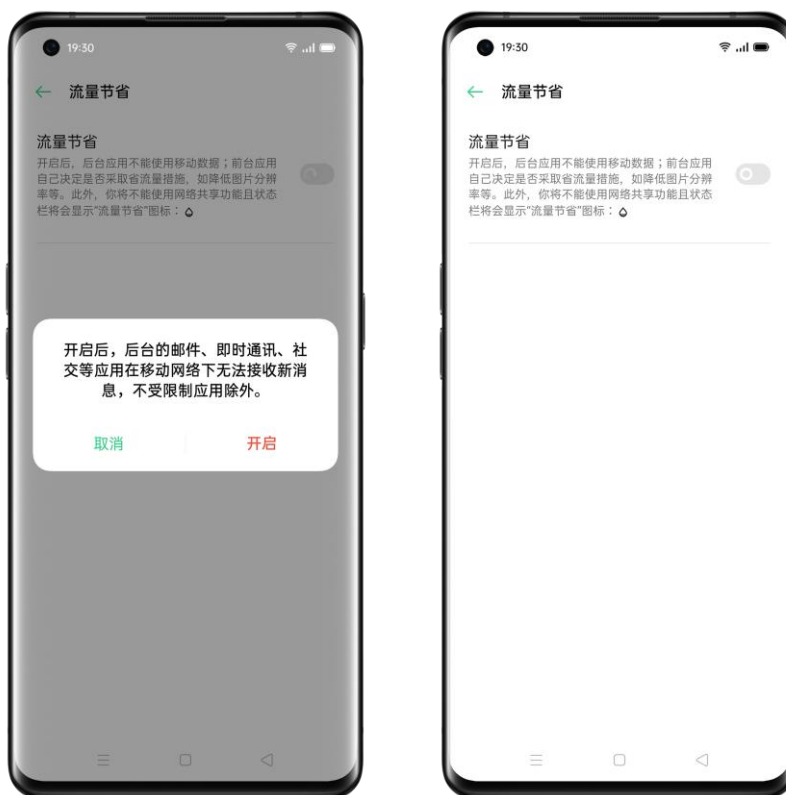 19:30
流量节省
流量节省
开启后，后台应用不能使用移动数据；前台应用
自己决定是否采取省流量措施，如降低图片分辨
率等。此外，你将不能使用网络共享功能且状态
栏将会显示“流量节省”图标：
开启后，后台的邮件、即时通讯、社
交等应用在移动网络下无法接收新消
息，不受限制应用除外。
取消
开启
19:30
流量节省
流量节省
开启后，后台应用不能使用移动数据；前台应用
自己决定是否采取省流量措施，如降低图片分辨
率等。此外，你将不能使用网络共享功能且状态
栏将会显示“流量节省”图标：